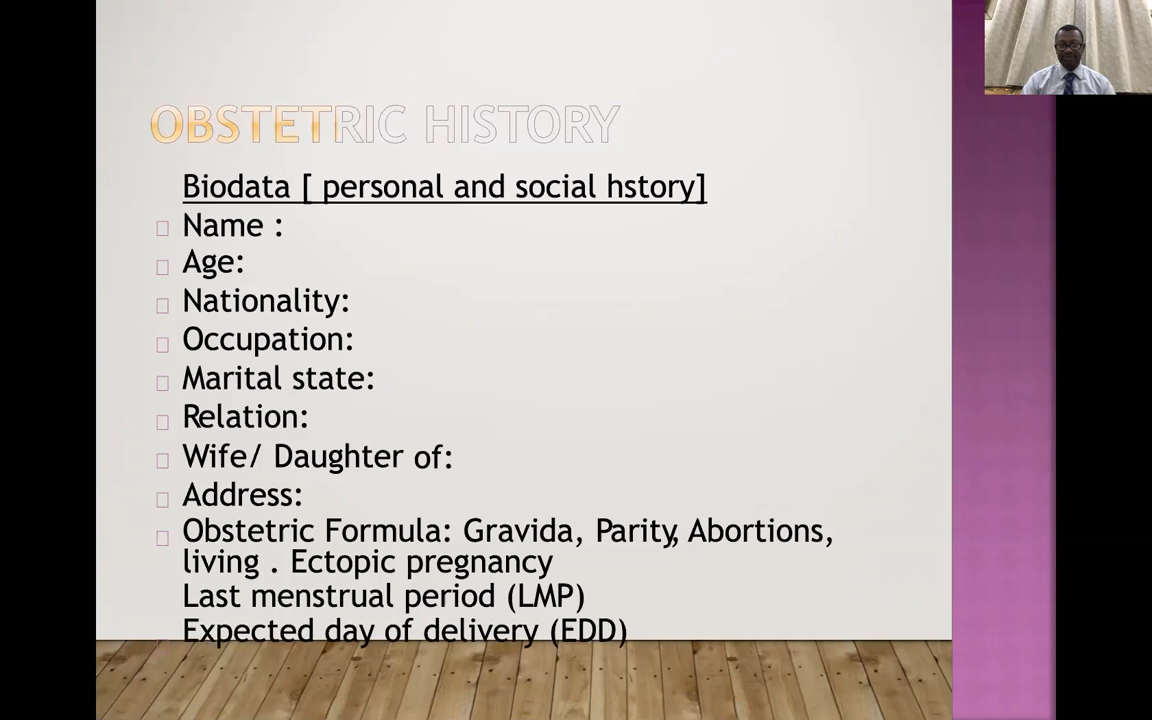 OBSTETRIC HISTORY
Biodata [ personal and social hstory]
Name :
Age:
Nationality:
Occupation:
Marital state:
Relation:
Wife/ Daughter of:
Address:
Obstetric Formula: Gravida, Parity, Abortions,
living . Ectopic pregnancy
Last menstrual period (LMP)
Expected day of delivery (EDD)